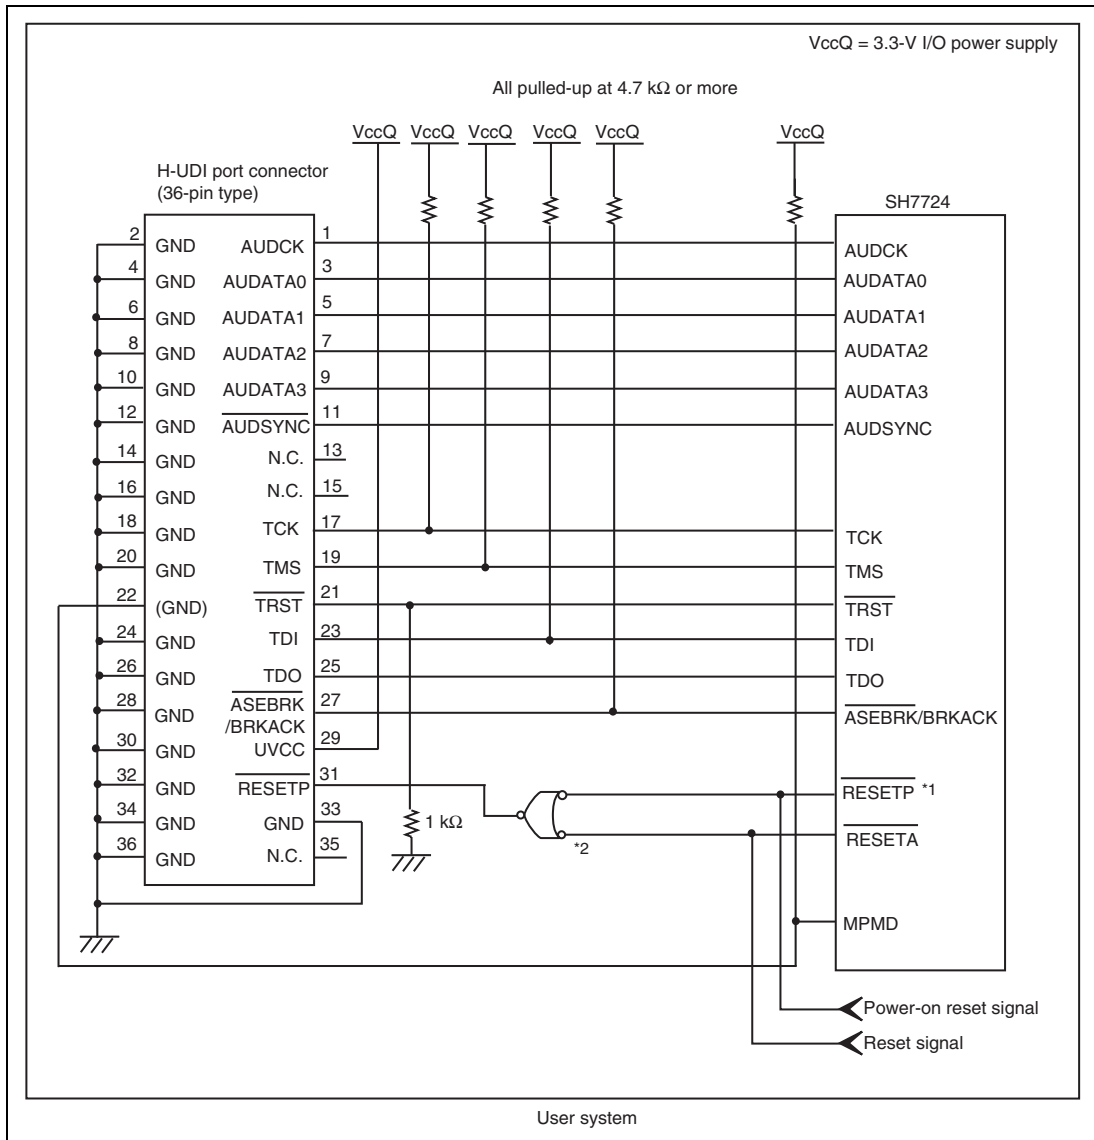 VccQ = 3.3-V I/O power supply
All pulled-up at 4.7 kΩ or more
VccQ VccQ VccQ VccQ VccQ VccQ
H-UDI port connector
(36-pin type)
SH7724
2 GND AUDCK 1 AUDCK
4 GND AUDATA0 3 AUDATA0
6 GND AUDATA1 5 AUDATA1
8 GND AUDATA2 7 AUDATA2
10 GND AUDATA3 9 AUDATA3
12 GND AUDSYNC 11 AUDSYNC
14 GND N.C. 13
16 GND N.C. 15
18 GND TCK 17 TCK
20 GND TMS 19 TMS
22 (GND) TRST 21 TRST
24 GND TDI 23 TDI
26 GND TDO 25 TDO
28 GND ASEBRK 27 ASEBRK/BRKACK
/BRKACK
30 GND UVCC 29
32 GND RESETP 31 RESETP *1
34 GND GND 33 1 kΩ *2 RESETA
36 GND N.C. 35
MPMD
Power-on reset signal
Reset signal
User system